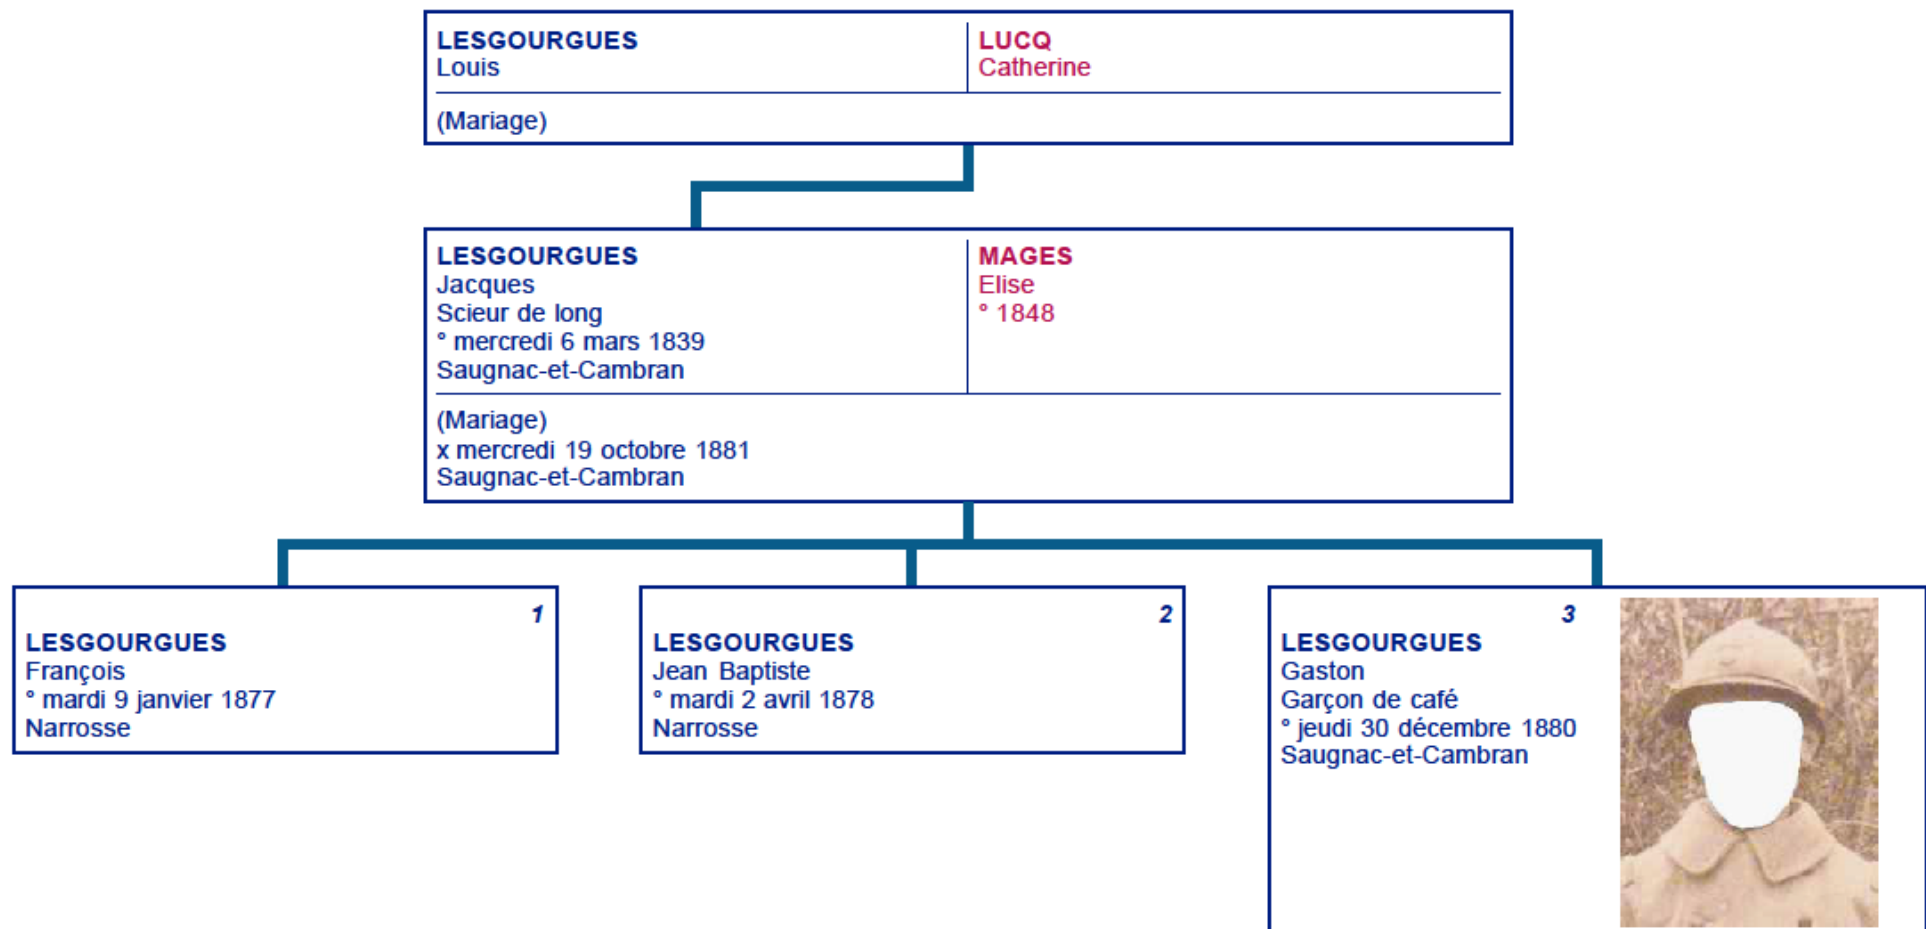 LESGOURGUES
Louis
LUCQ
Catherine
(Mariage)
LESGOURGUES
Jacques
Scieur de long
° mercredi 6 mars 1839
Saugnac-et-Cambran
MAGES
Elise
° 1848
(Mariage)
x mercredi 19 octobre 1881
Saugnac-et-Cambran
1
LESGOURGUES
François
° mardi 9 janvier 1877
Narrosse
2
LESGOURGUES
Jean Baptiste
° mardi 2 avril 1878
Narrosse
3
LESGOURGUES
Gaston
Garçon de café
° jeudi 30 décembre 1880
Saugnac-et-Cambran